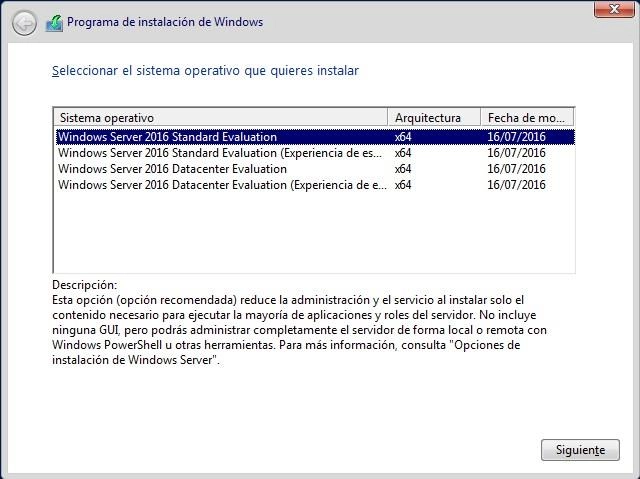 Programa de instalación de Windows
Seleccionar el sistema operativo que quieres instalar
Sistema operativo Arquitectura Fecha de mo...
Windows Server 2016 Standard Evaluation x64 16/07/2016
Windows Server 2016 Standard Evaluation (Experiencia de es... x64 16/07/2016
Windows Server 2016 Datacenter Evaluation x64 16/07/2016
Windows Server 2016 Datacenter Evaluation (Experiencia de e... x64 16/07/2016
Descripción:
Esta opción (opción recomendada) reduce la administración y el servicio al instalar solo el
contenido necesario para ejecutar la mayoría de aplicaciones y roles del servidor. No incluye
ninguna GUI, pero podrás administrar completamente el servidor de forma local o remota con
Windows PowerShell u otras herramientas. Para más información, consulta "Opciones de
instalación de Windows Server".
Siguiente